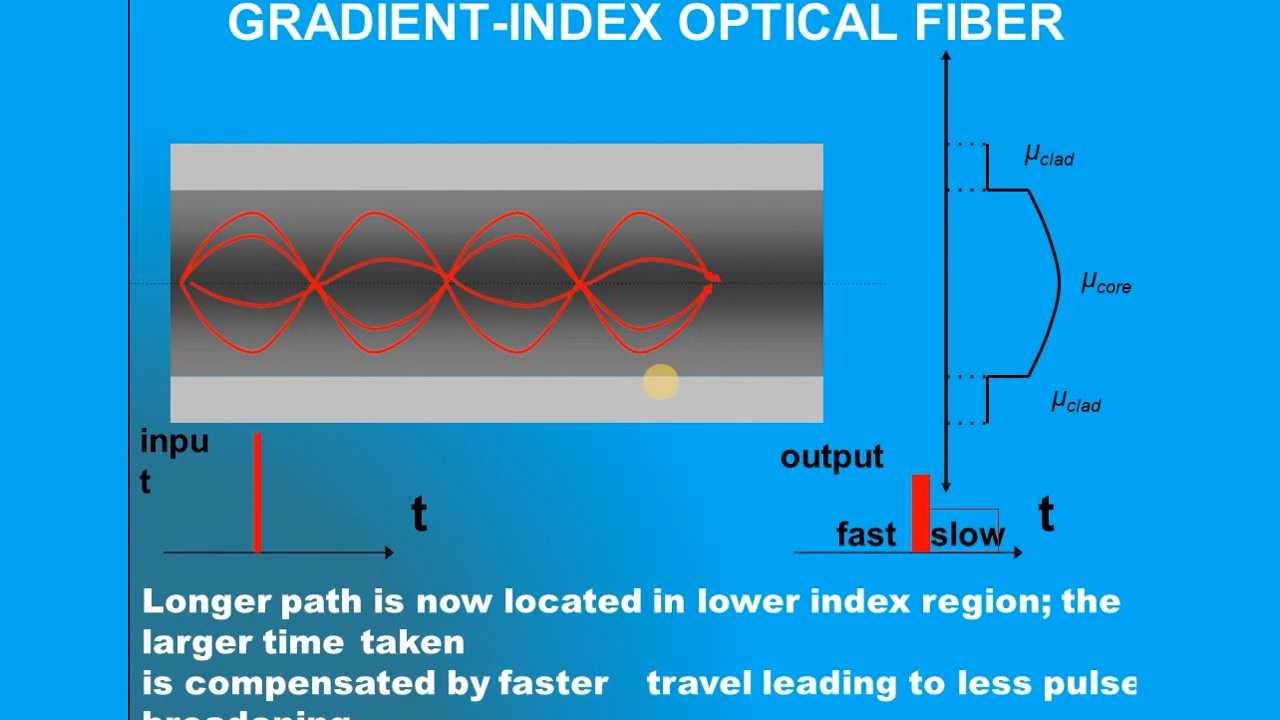 GRADIENT-INDEX OPTICAL FIBER
μclad
μcore
μclad
inpu
t
t
output
fast
slow
t
Longer path is now located in lower index region; the
larger time taken
is compensated by faster travel leading to less pulse
broadening